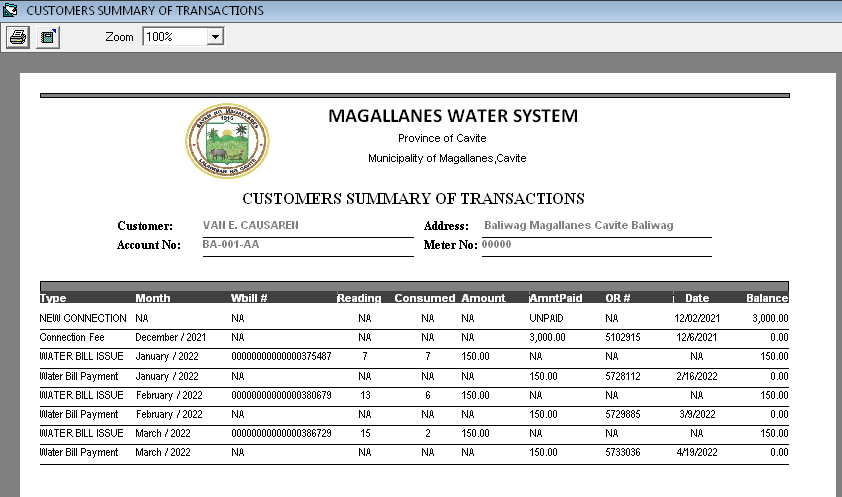 CUSTOMERS SUMMARY OF TRANSACTIONS
Zoom 100%
BAYAN NG MAGALLANES
1915
LALAWIGAN NG CAVITE
MAGALLANES WATER SYSTEM
Province of Cavite
Municipality of Magallanes,Cavite
CUSTOMERS SUMMARY OF TRANSACTIONS
Customer: VAN E. CAUSAREN Address: Baliwag Magallanes Cavite Baliwag
Account No: BA-001-AA Meter No: 00000
Type Month Wbill # Reading Consumed Amount AmntPaid OR # Date Balance
NEW CONNECTION NA NA NA NA NA UNPAID NA 12/02/2021 3,000.00
Connection Fee December / 2021 NA NA NA NA 3,000.00 5102915 12/6/2021 0.00
WATER BILL ISSUE January / 2022 00000000000000375487 7 7 150.00 NA NA NA 150.00
Water Bill Payment January / 2022 NA NA NA NA 150.00 5728112 2/16/2022 0.00
WATER BILL ISSUE February / 2022 00000000000000380679 13 6 150.00 NA NA NA 150.00
Water Bill Payment February / 2022 NA NA NA NA 150.00 5729885 3/9/2022 0.00
WATER BILL ISSUE March / 2022 00000000000000386729 15 2 150.00 NA NA NA 150.00
Water Bill Payment March / 2022 NA NA NA NA 150.00 5733036 4/19/2022 0.00